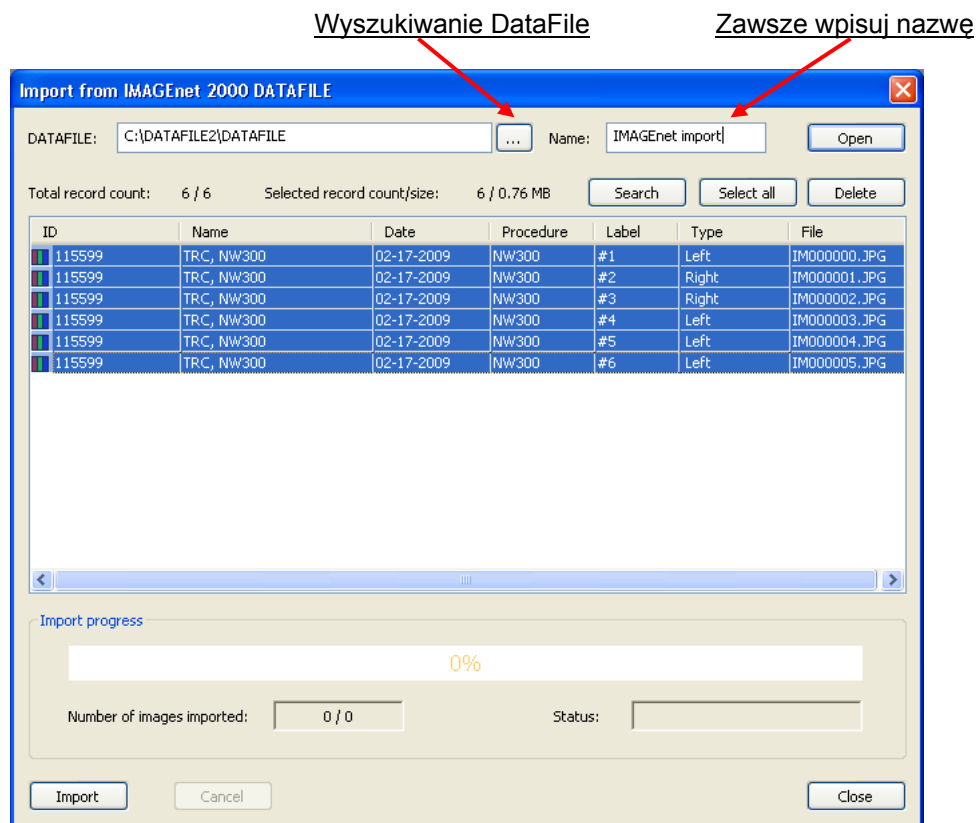 Wyszukiwanie DataFile Zawsze wpisuj nazwę
Import from IMAGEnet 2000 DATAFILE
DATAFILE: C:\DATAFILE2\DATAFILE ... Name: IMAGEnet import Open
Total record count: 6 / 6 Selected record count/size: 6 / 0.76 MB Search Select all Delete
ID Name Date Procedure Label Type File
115599 TRC, NW300 02-17-2009 NW300 #1 Left IM000000.JPG
115599 TRC, NW300 02-17-2009 NW300 #2 Right IM000001.JPG
115599 TRC, NW300 02-17-2009 NW300 #3 Right IM000002.JPG
115599 TRC, NW300 02-17-2009 NW300 #4 Left IM000003.JPG
115599 TRC, NW300 02-17-2009 NW300 #5 Left IM000004.JPG
115599 TRC, NW300 02-17-2009 NW300 #6 Left IM000005.JPG
Import progress
0%
Number of images imported: 0 / 0 Status:
Import Cancel Close